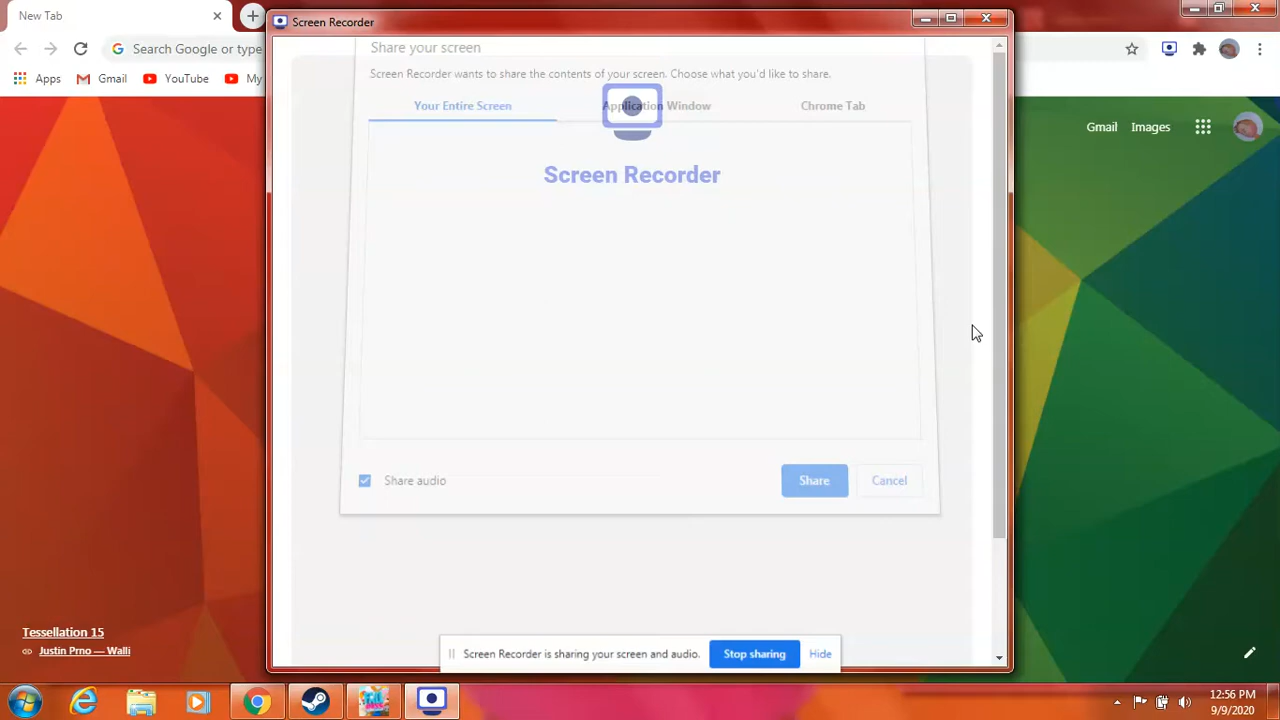 New Tab
Screen Recorder
Search Google or type
Apps
Gmail
YouTube
My
Gmail
Images
Share your screen
Screen Recorder wants to share the contents of your screen. Choose what you'd like to share.
Your Entire Screen
Application Window
Chrome Tab
Screen Recorder
Share audio
Share
Cancel
Tessellation 15
Justin Prno — Walli
Screen Recorder is sharing your screen and audio.
Stop sharing
Hide
12:56 PM
9/9/2020